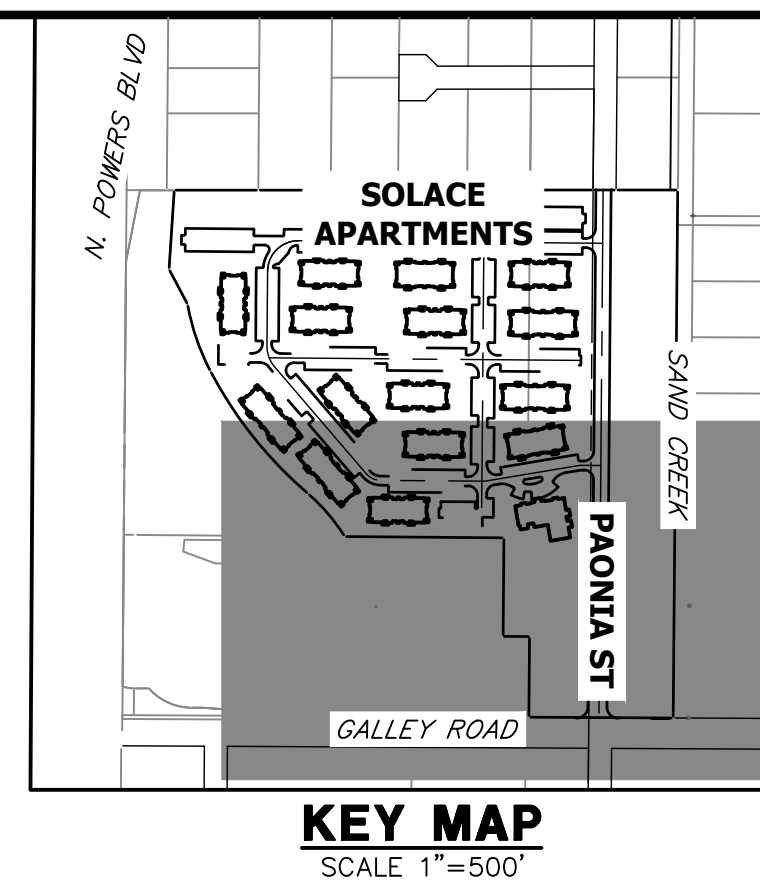 N. POWERS BLVD
SOLACE
APARTMENTS
SAND CREEK
PAONIA ST
GALLEY ROAD
KEY MAP
SCALE 1"=500'